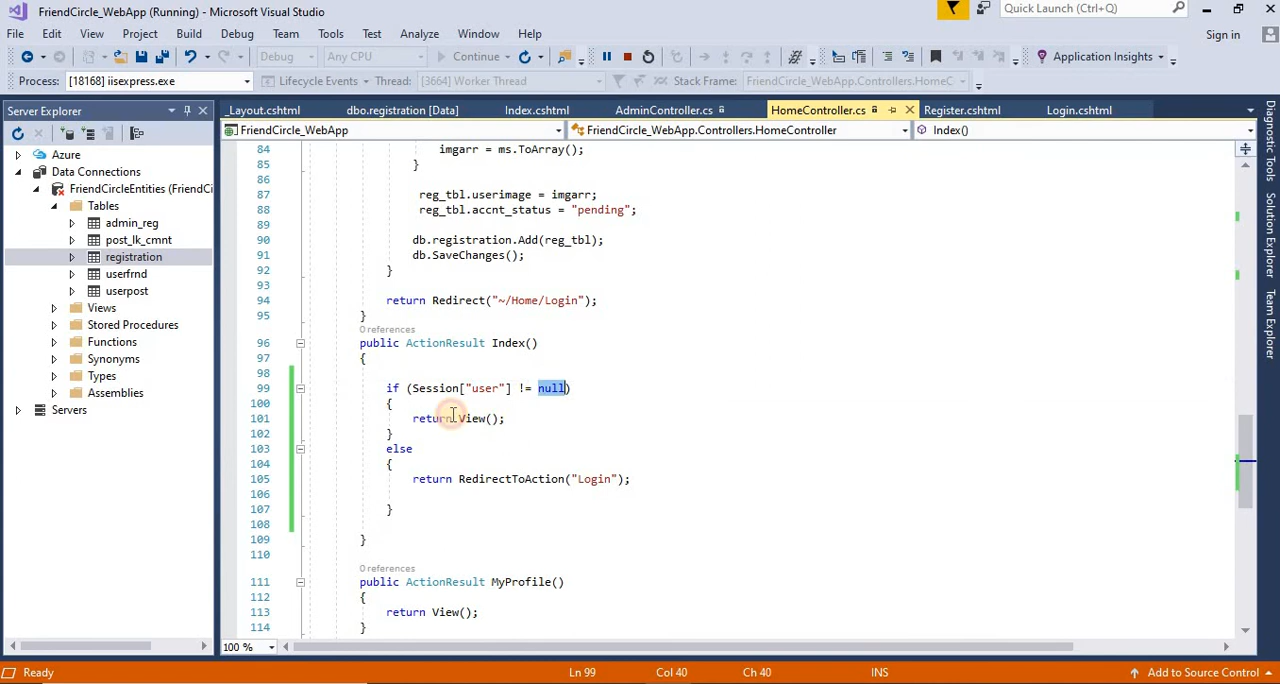 FriendCircle_WebApp (Running) - Microsoft Visual Studio
Quick Launch (Ctrl+Q)
File Edit View Project Build Debug Team Tools Test Analyze Window Help
Sign in
Debug Any CPU Continue Application Insights
Process: [18168] iisexpress.exe Lifecycle Events Thread: [3664] Worker Thread Stack Frame: FriendCircle_WebApp.Controllers.HomeC
Server Explorer
_Layout.cshtml dbo.registration [Data] Index.cshtml AdminController.cs HomeController.cs Register.cshtml Login.cshtml
FriendCircle_WebApp FriendCircle_WebApp.Controllers.HomeController Index()
Azure
Data Connections
FriendCircleEntities (FriendCi
Tables
admin_reg
post_lk_cmnt
registration
userfrnd
userpost
Views
Stored Procedures
Functions
Synonyms
Types
Assemblies
Servers
84 imgarr = ms.ToArray();
85 }
86
87 reg_tbl.userimage = imgarr;
88 reg_tbl.accnt_status = "pending";
89
90 db.registration.Add(reg_tbl);
91 db.SaveChanges();
92 }
93
94 return Redirect("~/Home/Login");
95 }
0 references
96 public ActionResult Index()
97 {
98
99 if (Session["user"] != null)
100 {
101 return View();
102 }
103 else
104 {
105 return RedirectToAction("Login");
106
107 }
108
109 }
110
0 references
111 public ActionResult MyProfile()
112 {
113 return View();
114 }
Diagnostic Tools
Solution Explorer
Team Explorer
100 %
Ready Ln 99 Col 40 Ch 40 INS Add to Source Control